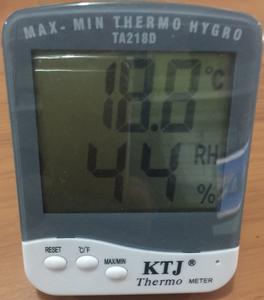 MAX- MIN THERMO HYGRO
TA218D
18.8 °C
44 RH %
RESET °C/°F MAX/MIN
KTJ ®
Thermo METER